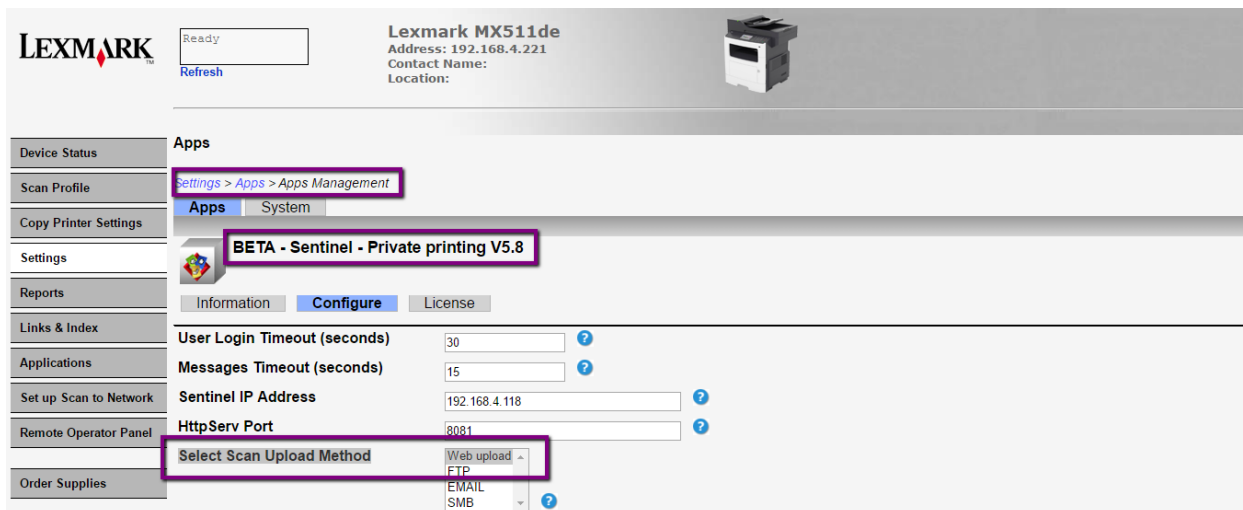 LEXMARK
TM
Ready
Refresh
Lexmark MX511de
Address: 192.168.4.221
Contact Name:
Location:
Device Status
Scan Profile
Copy Printer Settings
Settings
Reports
Links & Index
Applications
Set up Scan to Network
Remote Operator Panel
Order Supplies
Apps
Settings > Apps > Apps Management
Apps System
BETA - Sentinel - Private printing V5.8
Information Configure License
User Login Timeout (seconds) 30 ?
Messages Timeout (seconds) 15 ?
Sentinel IP Address 192.168.4.118 ?
HttpServ Port 8081 ?
Select Scan Upload Method Web upload
FTP
EMAIL
SMB ?